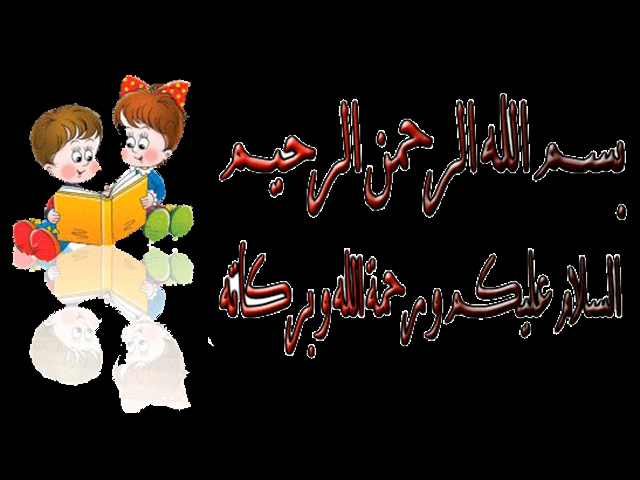 بسم الله الرحمن الرحيم
السلام عليكم ورحمة الله وبركاته